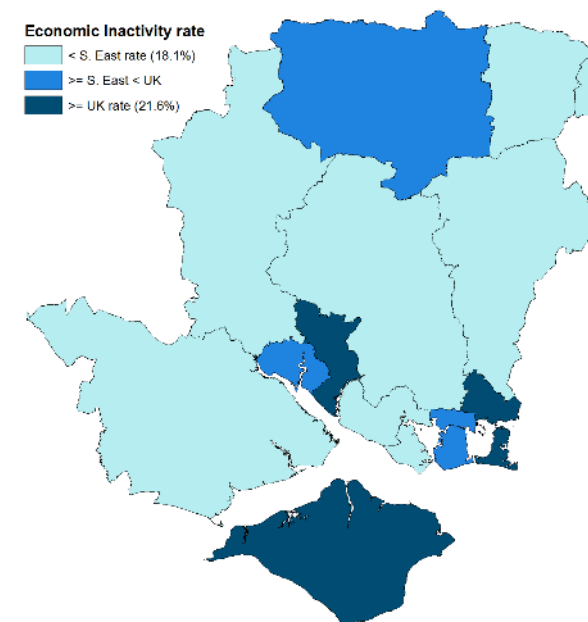 Economic Inactivity rate
< S. East rate (18.1%)
>= S. East < UK
>= UK rate (21.6%)